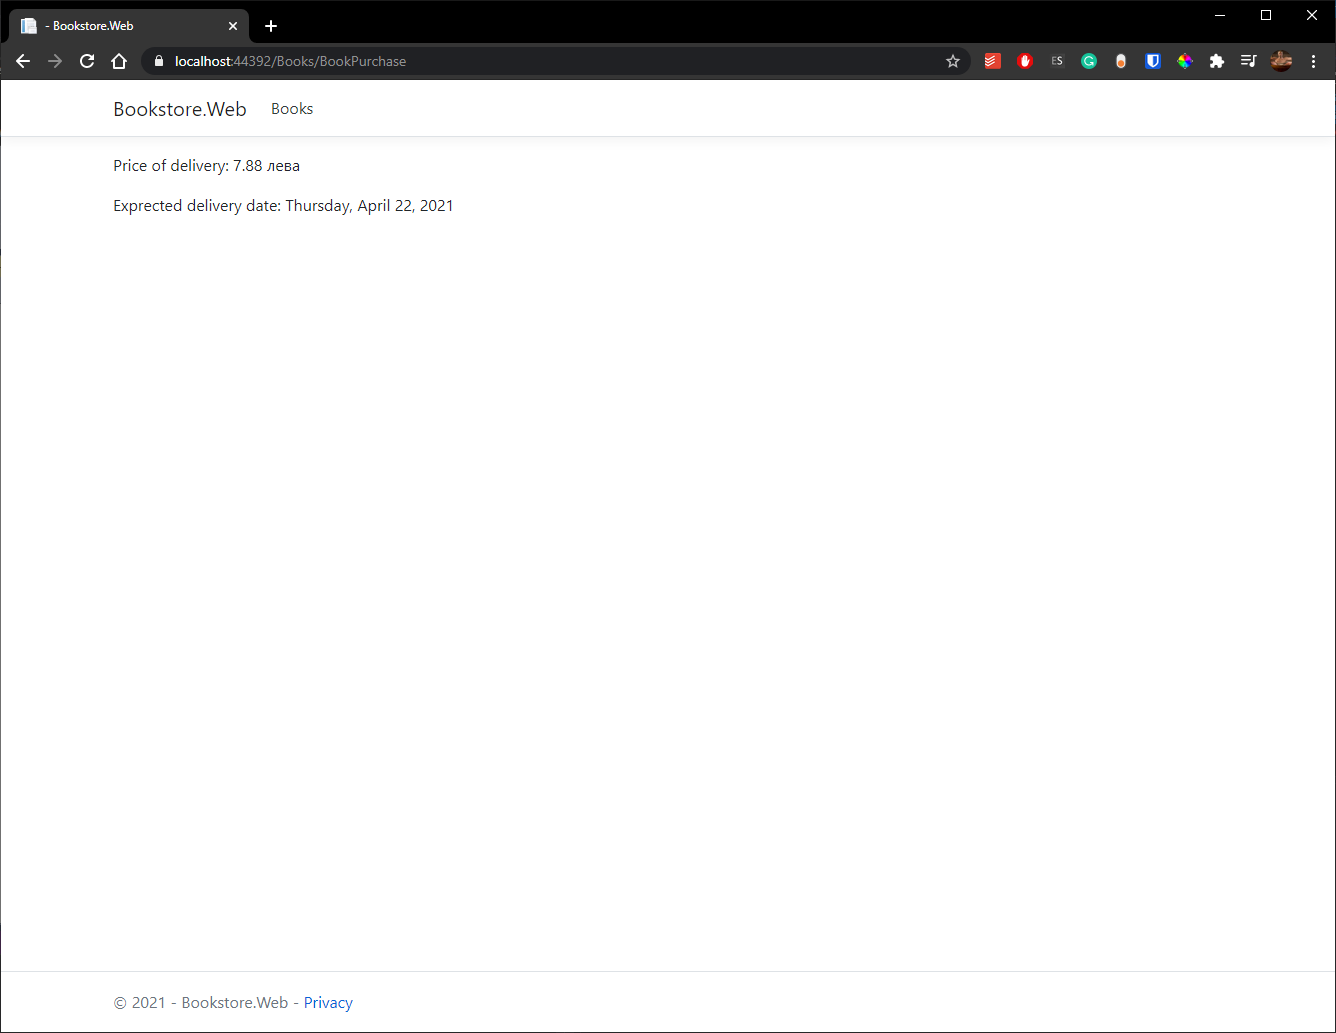 - Bookstore.Web
localhost:44392/Books/BookPurchase
ES
Bookstore.Web Books
Price of delivery: 7.88 лева
Exprected delivery date: Thursday, April 22, 2021
© 2021 - Bookstore.Web - Privacy